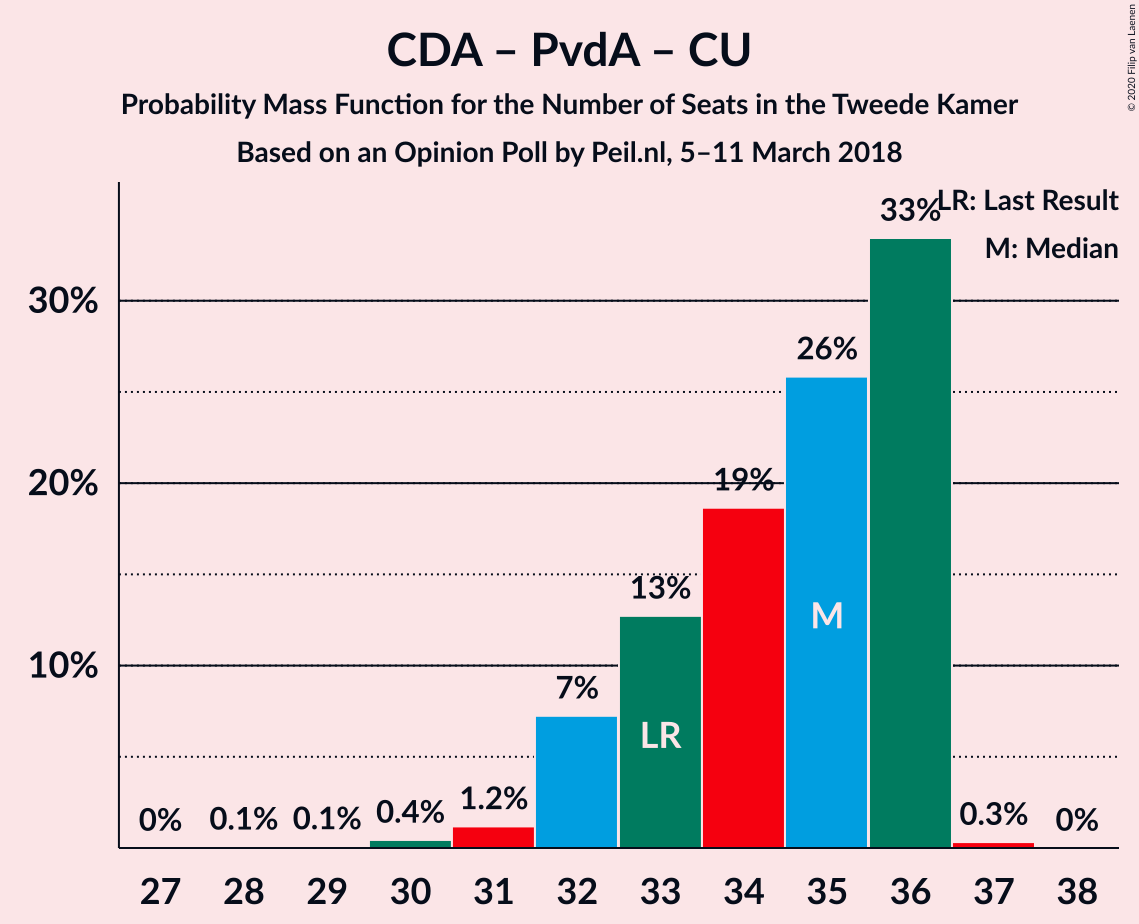 CDA – PvdA – CU
Probability Mass Function for the Number of Seats in the Tweede Kamer
Based on an Opinion Poll by Peil.nl, 5–11 March 2018
© 2020 Filip van Laenen
LR: Last Result
M: Median
30%
20%
10%
0%
0.1%
0.1%
0.4%
1.2%
7%
13%
19%
26%
33%
0.3%
0%
LR
M
27 28 29 30 31 32 33 34 35 36 37 38